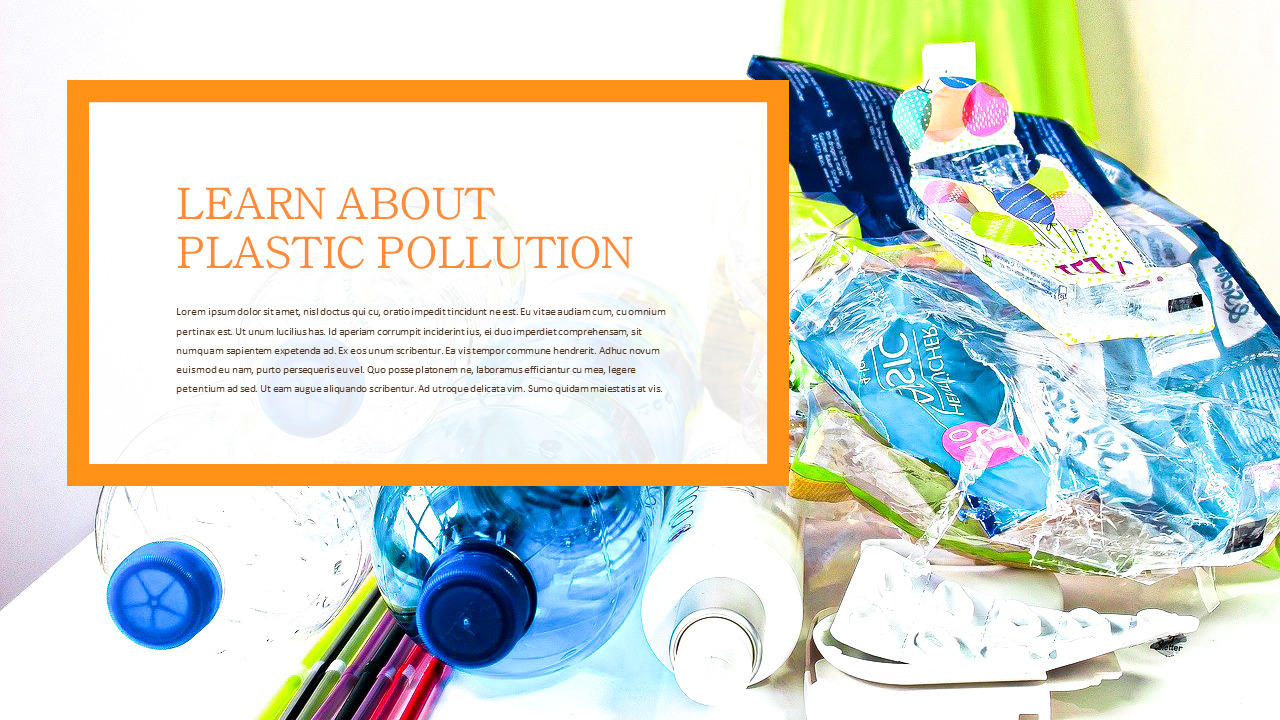 LEARN ABOUT
PLASTIC POLLUTION
Lorem ipsum dolor sit amet, nisl doctus qui cu, oratio impedit tincidunt ne est. Eu vitae audiam cum, cu omnium
pertinax est. Ut unum lucilius has. Id aperiam corrumpit inciderint ius, ei duo imperdiet comprehensam, sit
numquam sapientem expetenda ad. Ex eos unum scribentur. Ea vis tempor commune hendrerit. Adhuc novum
euismod eu nam, purto persequeris eu vel. Quo posse platonem ne, laboramus efficiantur cu mea, legere
petentium ad sed. Ut eam augue aliquando scribentur. Ad utroque delicata vim. Sumo quidam maiestatis at vis.